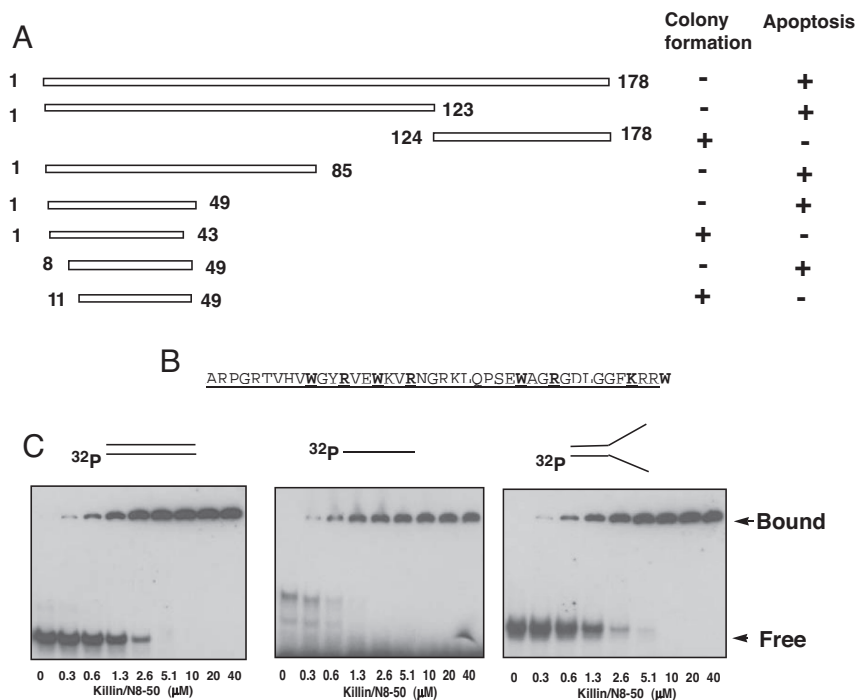 A
Colony formation
Apoptosis
1 178 - +
1 123 - +
124 178 + -
1 85 - +
1 49 - +
1 43 + -
8 49 - +
11 49 + -
B
ARPGRTVHVWGYRVEWKVRNGRKLQPSEWAGRGDLGGFKRRW
C
32P 32P 32P
Bound
Free
0 0.3 0.6 1.3 2.6 5.1 10 20 40
Killin/N8-50 (µM)
0 0.3 0.6 1.3 2.6 5.1 10 20 40
Killin/N8-50 (µM)
0 0.3 0.6 1.3 2.6 5.1 10 20 40
Killin/N8-50 (µM)